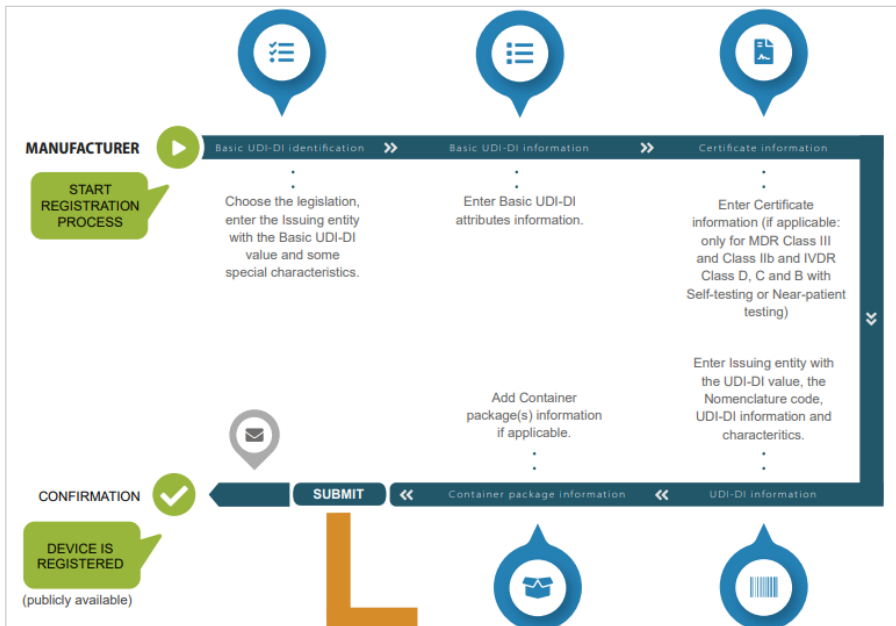 MANUFACTURER
Basic UDI-DI identification
Basic UDI-DI information
Certificate information
START
REGISTRATION
PROCESS
Choose the legislation,
enter the Issuing entity
with the Basic UDI-DI
value and some
special characteristics.
Enter Basic UDI-DI
attributes information.
Enter Certificate
information (if applicable:
only for MDR Class III
and Class IIb and IVDR
Class D, C and B with
Self-testing or Near-patient
testing)
Enter Issuing entity with
the UDI-DI value, the
Nomenclature code,
UDI-DI information and
characteritics.
Add Container
package(s) information
if applicable.
CONFIRMATION
SUBMIT
Container package information
UDI-DI information
DEVICE IS
REGISTERED
(publicly available)